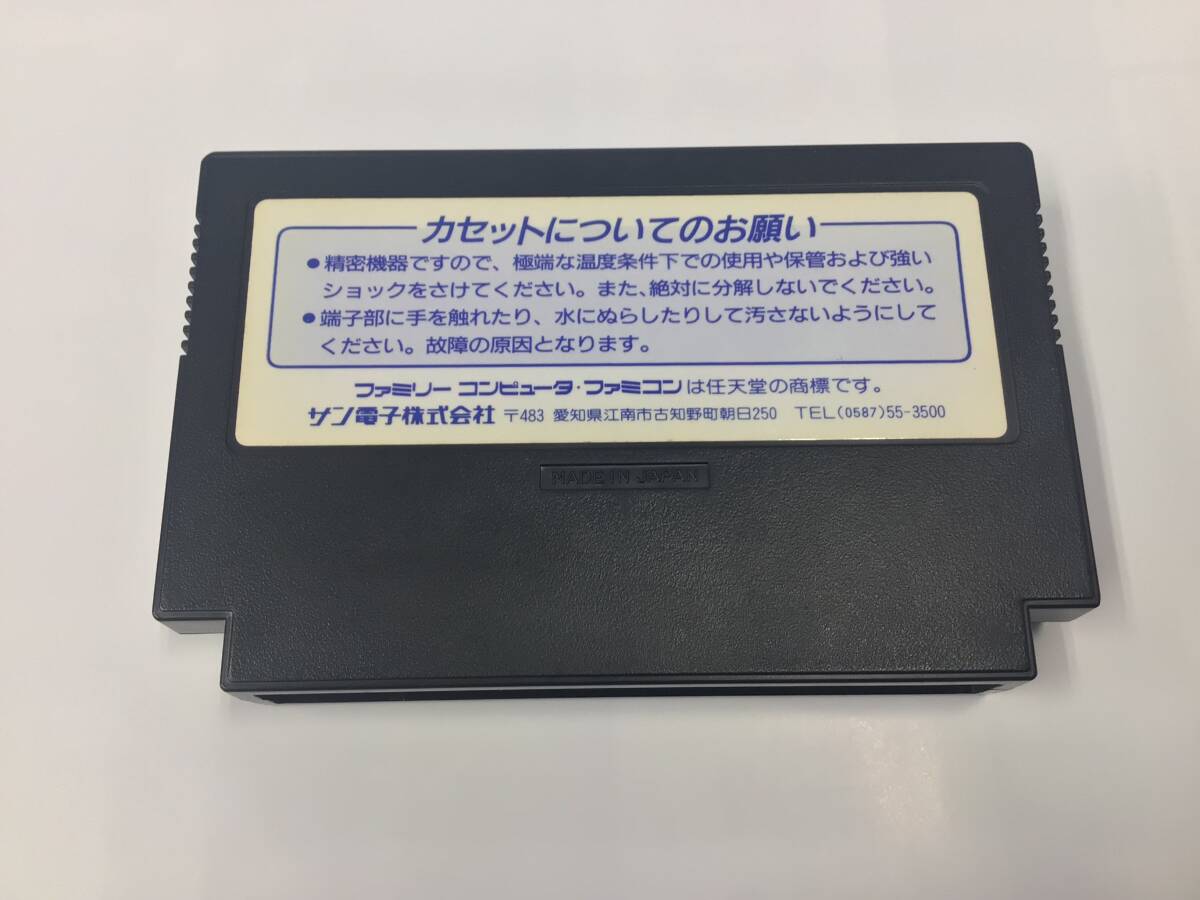 カセットについてのお願い
●精密機器ですので、極端な温度条件下での使用や保管および強い
ショックをさけてください。また、絶対に分解しないでください。
●端子部に手を触れたり、水にぬらしたりして汚さないようにして
ください。故障の原因となります。
ファミリー コンピュータ・ファミコンは任天堂の商標です。
サン電子株式会社 〒483 愛知県江南市古知野町朝日250 TEL(0587)55-3500
MADE IN JAPAN